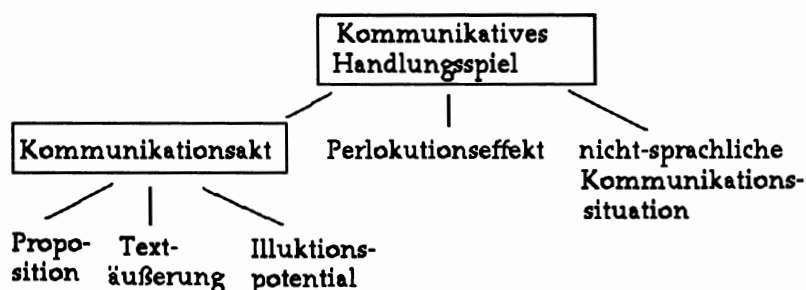 Kommunikatives
Handlungsspiel
Kommunikationsakt
Perlokutionseffekt
nicht-sprachliche
Kommunikations-
situation
Propo-
sition
Text-
äußerung
Illuktions-
potential